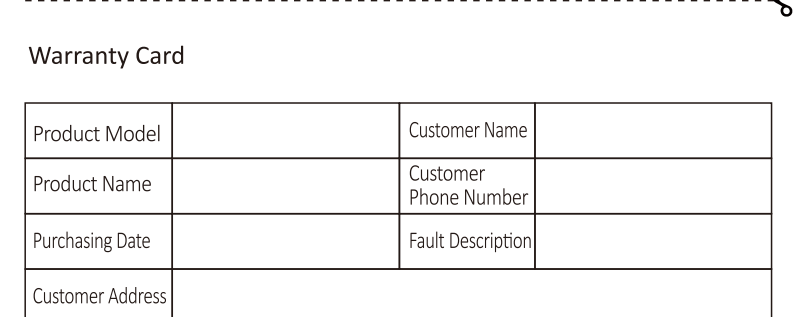 Warranty Card
Product Model
Customer Name
Product Name
Customer
Phone Number
Purchasing Date
Fault Description
Customer Address